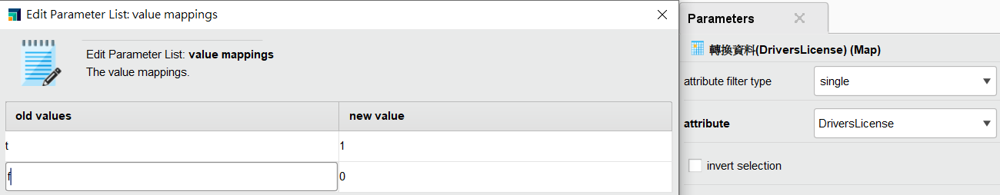 Edit Parameter List: value mappings
Edit Parameter List: value mappings
The value mappings.
old values new value
t 1
f 0
Parameters
轉換資料(DriversLicense) (Map)
attribute filter type single
attribute DriversLicense
invert selection